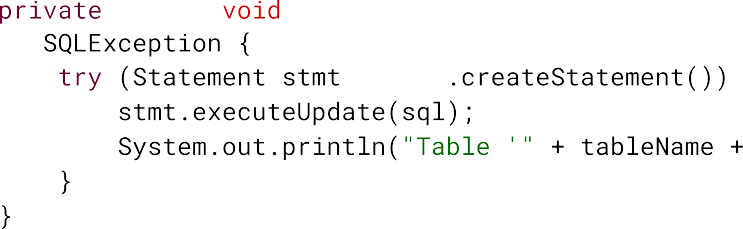 private void
SQLException {
try (Statement stmt .createStatement())
stmt.executeUpdate(sql);
System.out.println("Table '" + tableName +
}
}